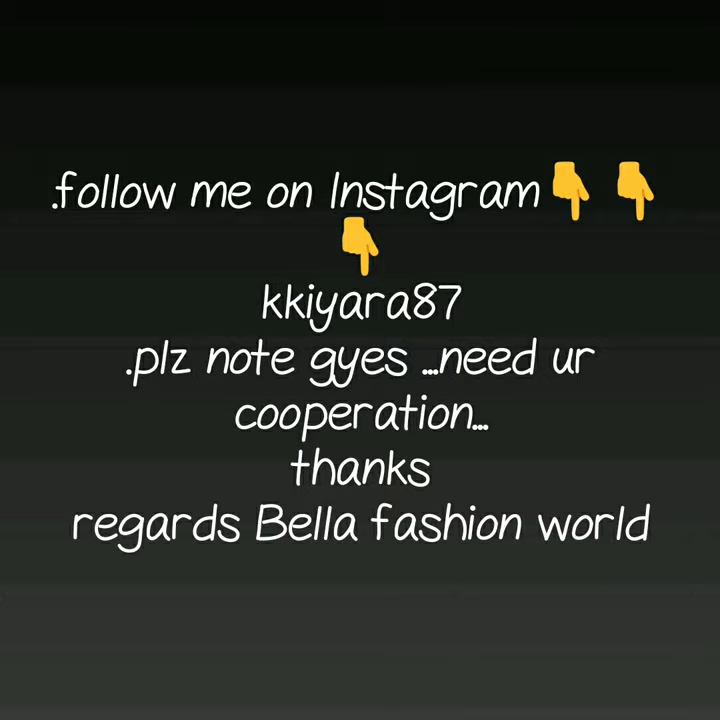 .follow me on Instagram👇 👇
👇
kkiyara87
.plz note gyes ...need ur
cooperation...
thanks
regards Bella fashion world